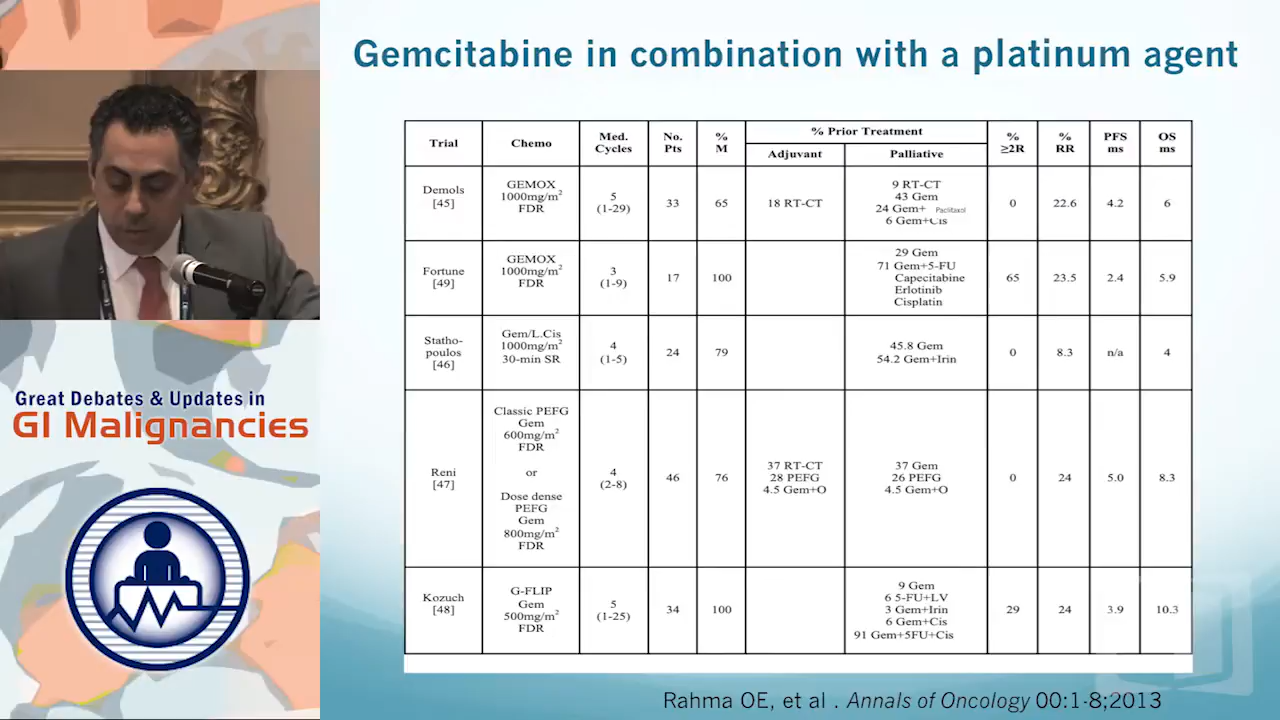 Gemcitabine in combination with a platinum agent
Trial Chemo Med. Cycles No. Pts % M % Prior Treatment % ≥2R % RR PFS ms OS ms
Adjuvant Palliative
Demols [45] GEMOX 1000mg/m² FDR 5 (1-29) 33 65 18 RT-CT 9 RT-CT 43 Gem 24 Gem+ Paclitaxol 6 Gem+Cis 0 22.6 4.2 6
Fortune [49] GEMOX 1000mg/m² FDR 3 (1-9) 17 100 29 Gem 71 Gem+5-FU Capecitabine Erlotinib Cisplatin 65 23.5 2.4 5.9
Statho-poulos [46] Gem/L.Cis 1000mg/m² 30-min SR 4 (1-5) 24 79 45.8 Gem 54.2 Gem+Irin 0 8.3 n/a 4
Reni [47] Classic PEFG Gem 600mg/m² FDR or Dose dense PEFG Gem 800mg/m² FDR 4 (2-8) 46 76 37 RT-CT 28 PEFG 4.5 Gem+O 37 Gem 26 PEFG 4.5 Gem+O 0 24 5.0 8.3
Kozuch [48] G-FLIP Gem 500mg/m² FDR 5 (1-25) 34 100 9 Gem 6 5-FU+LV 3 Gem+Irin 6 Gem+Cis 91 Gem+5FU+Cis 29 24 3.9 10.3
Rahma OE, et al . Annals of Oncology 00:1-8;2013
Great Debates & Updates in
GI Malignancies